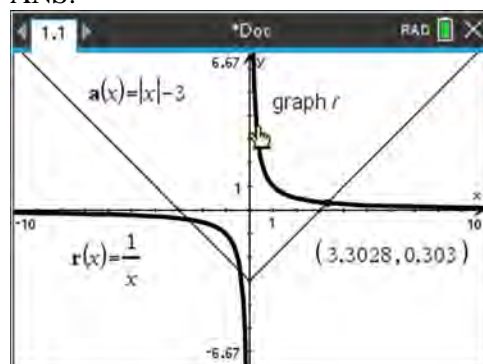 ANS:
1.1 *Doc RAD
6.67 y
a(x)=|x|-3
graph r
1
x
-10 1 10
r(x)=1/x
(3.3028,0.303)
-6.67